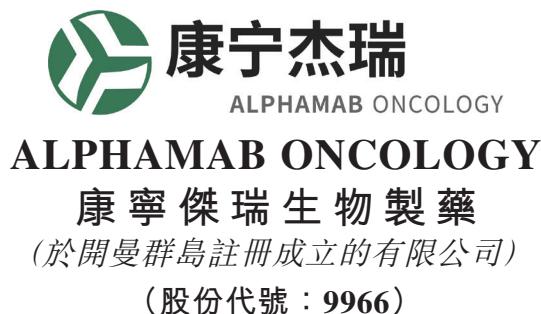 康宁杰瑞
ALPHAMAB ONCOLOGY
ALPHAMAB ONCOLOGY
康寧傑瑞生物製藥
(於開曼群島註冊成立的有限公司)
（股份代號：9966）